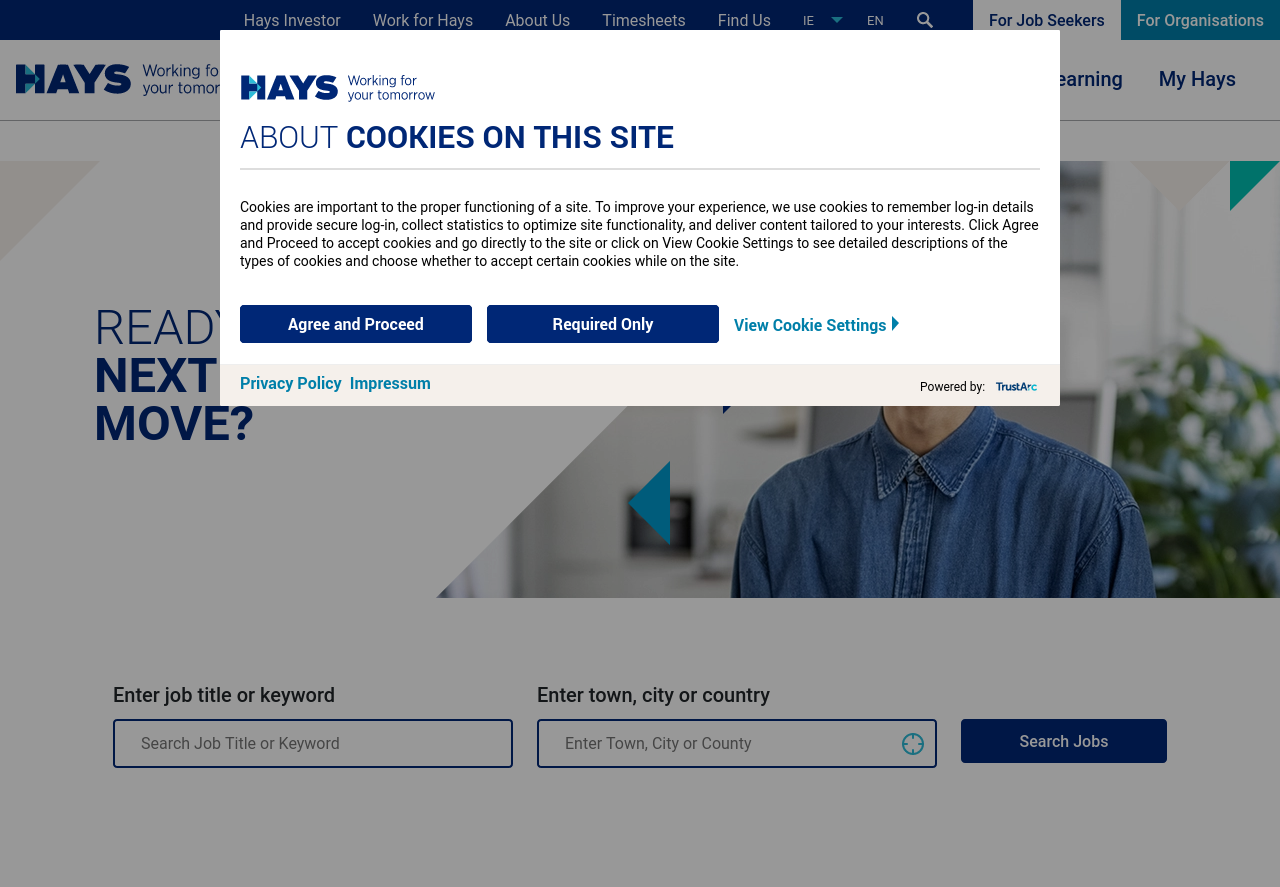 Hays Investor
Work for Hays
About Us
Timesheets
Find Us
IE
EN
For Job Seekers
For Organisations
HAYS Working for your tomorrow
earning
My Hays
HAYS Working for
your tomorrow
ABOUT COOKIES ON THIS SITE
Cookies are important to the proper functioning of a site. To improve your experience, we use cookies to remember log-in details
and provide secure log-in, collect statistics to optimize site functionality, and deliver content tailored to your interests. Click Agree
and Proceed to accept cookies and go directly to the site or click on View Cookie Settings to see detailed descriptions of the
types of cookies and choose whether to accept certain cookies while on the site.
Agree and Proceed
Required Only
View Cookie Settings
Privacy Policy Impressum
Powered by: TrustArc
READY
NEXT
MOVE?
Enter job title or keyword
Enter town, city or country
Search Job Title or Keyword
Enter Town, City or County
Search Jobs